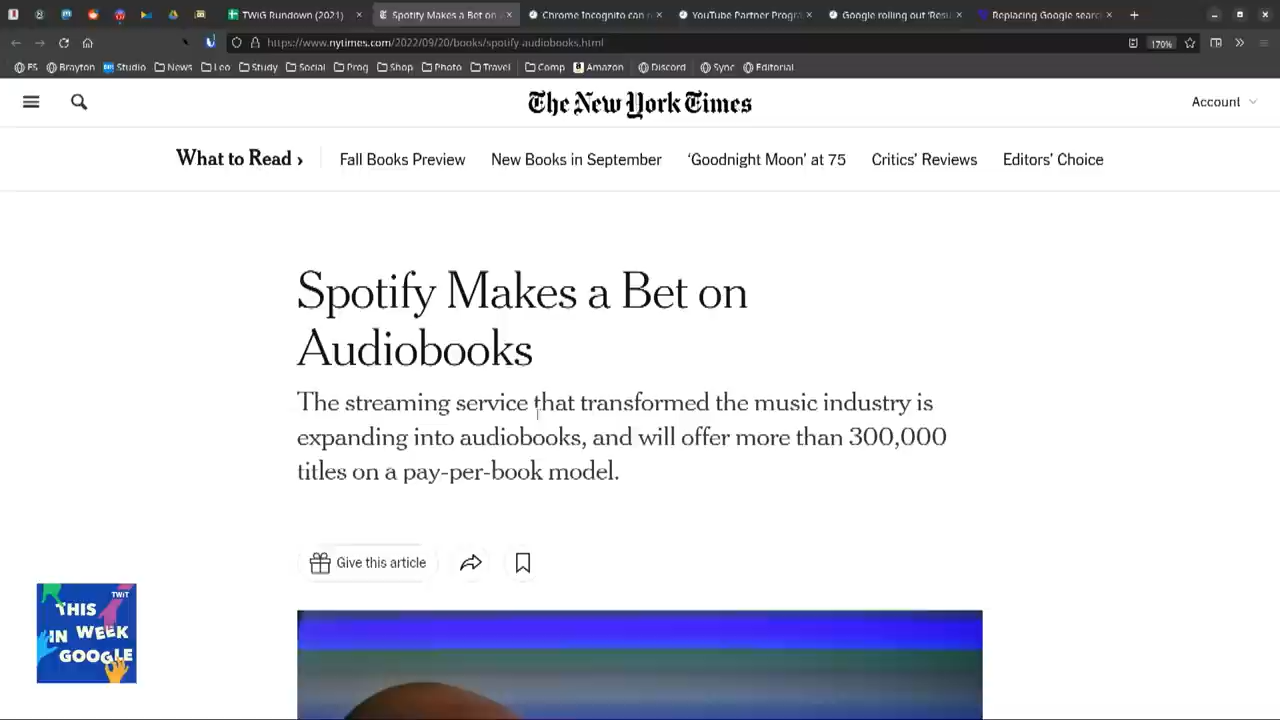 TWiG Rundown (2021)
Spotify Makes a Bet on
Chrome Incognito can
YouTube Partner Progr
Google rolling out 'Resu
Replacing Google searc
https://www.nytimes.com/2022/09/20/books/spotify-audiobooks.html
170%
BS Brayton Studio News Leo Study Social Prog Shop Photo Travel Comp Amazon Discord Sync Editorial
The New York Times
Account
What to Read ›
Fall Books Preview
New Books in September
‘Goodnight Moon’ at 75
Critics’ Reviews
Editors’ Choice
Spotify Makes a Bet on
Audiobooks
The streaming service that transformed the music industry is
expanding into audiobooks, and will offer more than 300,000
titles on a pay-per-book model.
Give this article
TWiT
THIS
IN WEEK
GOOGLE